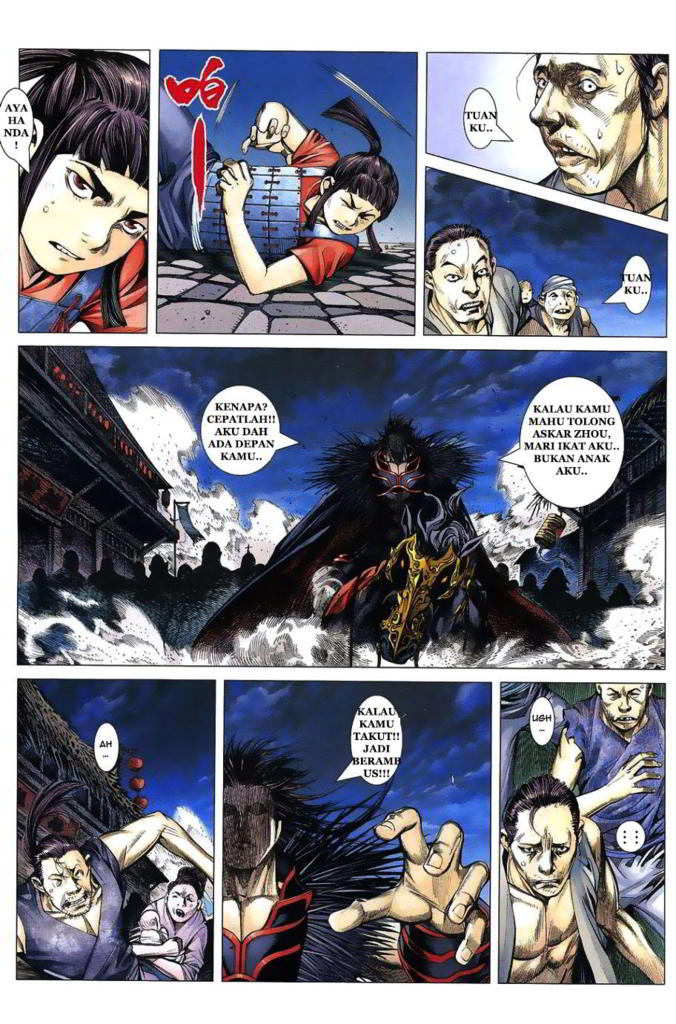 AYA
HA
NDA
!
TUAN
KU..
TUAN
KU..
KENAPA?
CEPATLAH!!
AKU DAH
ADA DEPAN
KAMU..
KALAU KAMU
MAHU TOLONG
ASKAR ZHOU,
MARI IKAT AKU..
BUKAN ANAK
AKU..
AH
...
KALAU
KAMU
TAKUT!!
JADI
BERAMB
US!!!
UGH
...
...
...